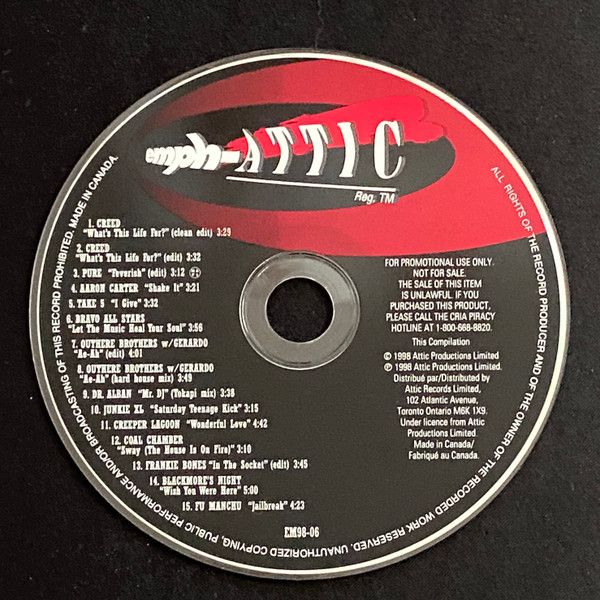 emph-ATTIC
Reg. TM
1. CREED
"What's This Life For?" (clean edit) 3:29
2. CREED
"What's This Life For?" (edit) 3:32
3. PURE "Feverish" (edit) 3:12
4. AARON CARTER "Shake It" 3:21
5. TAKE 5 "I Give" 3:32
6. BRAVO ALL STARS
"Let The Music Heal Your Soul" 3:56
7. OUTHERE BROTHERS w/GERARDO
"Ae-Ah" (edit) 4:01
8. OUTHERE BROTHERS w/GERARDO
"Ae-Ah" (hard house mix) 3:49
9. DR. ALBAN "Mr. Dj" (Tokapi mix) 3:38
10. JUNKIE XL "Saturday Teenage Kick" 3:15
11. CREEPER LAGOON "Wonderful Love" 4:42
12. COAL CHAMBER
"Sway (The House Is On Fire)" 3:10
13. FRANKIE BONES "In The Socket" (edit) 3:45
14. BLACKMORE'S NIGHT
"Wish You Were Here" 5:00
15. FU MANCHU "Jailbreak" 4:23
EM98-06
FOR PROMOTIONAL USE ONLY.
NOT FOR SALE.
THE SALE OF THIS ITEM
IS UNLAWFUL. IF YOU
PURCHASED THIS PRODUCT,
PLEASE CALL THE CRIA PIRACY
HOTLINE AT 1-800-668-8820.
This Compilation
© 1998 Attic Productions Limited
℗ 1998 Attic Productions Limited.
Distribué par/Distributed by
Attic Records Limited,
102 Atlantic Avenue,
Toronto Ontario M6K 1X9.
Under licence from Attic
Productions Limited.
Made in Canada/
Fabriqué au Canada.
ALL RIGHTS OF THE RECORD PRODUCER AND OF THE OWNER OF THE RECORDED WORK RESERVED. UNAUTHORIZED COPYING, PUBLIC PERFORMANCE AND/OR BROADCASTING OF THIS RECORD PROHIBITED. MADE IN CANADA.